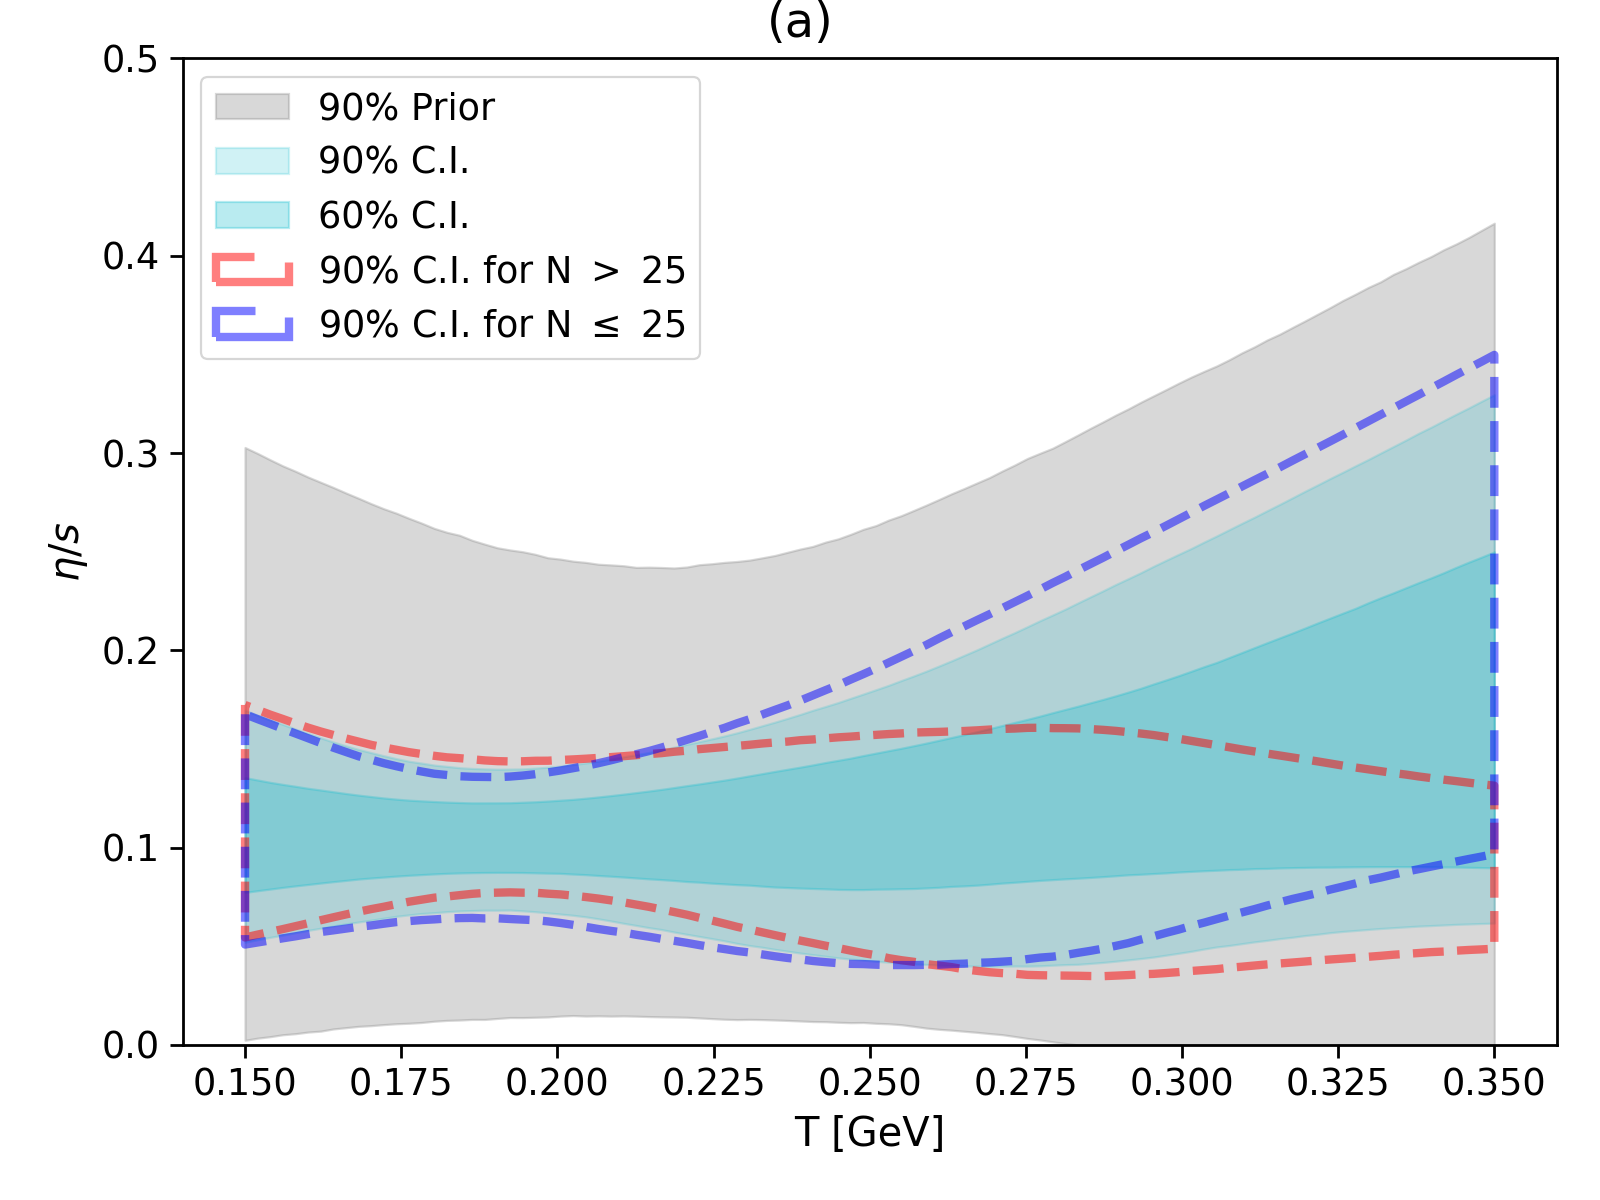 (a)
90% Prior
90% C.I.
60% C.I.
90% C.I. for N > 25
90% C.I. for N ≤ 25
η/s
0.5
0.4
0.3
0.2
0.1
0.0
0.150 0.175 0.200 0.225 0.250 0.275 0.300 0.325 0.350
T [GeV]